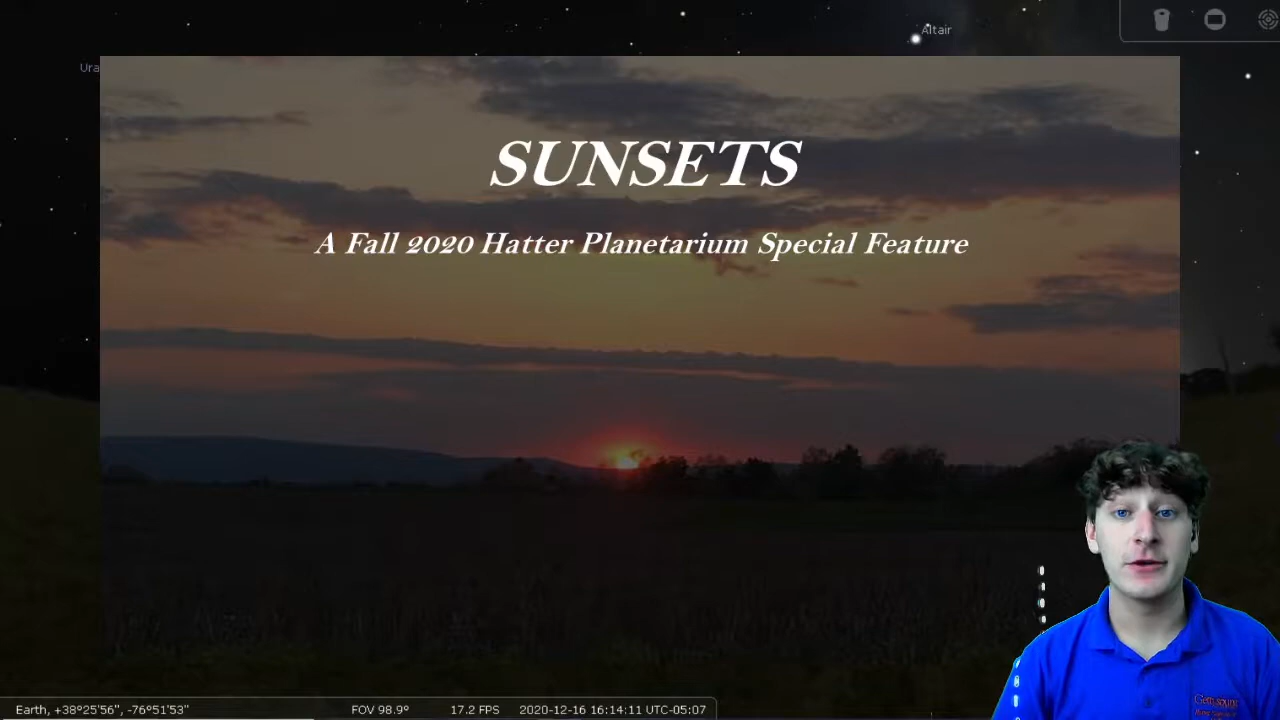 Altair
Ura
SUNSETS
A Fall 2020 Hatter Planetarium Special Feature
Earth, +38°25'56", -76°51'53" FOV 98.9° 17.2 FPS 2020-12-16 16:14:11 UTC-05:07